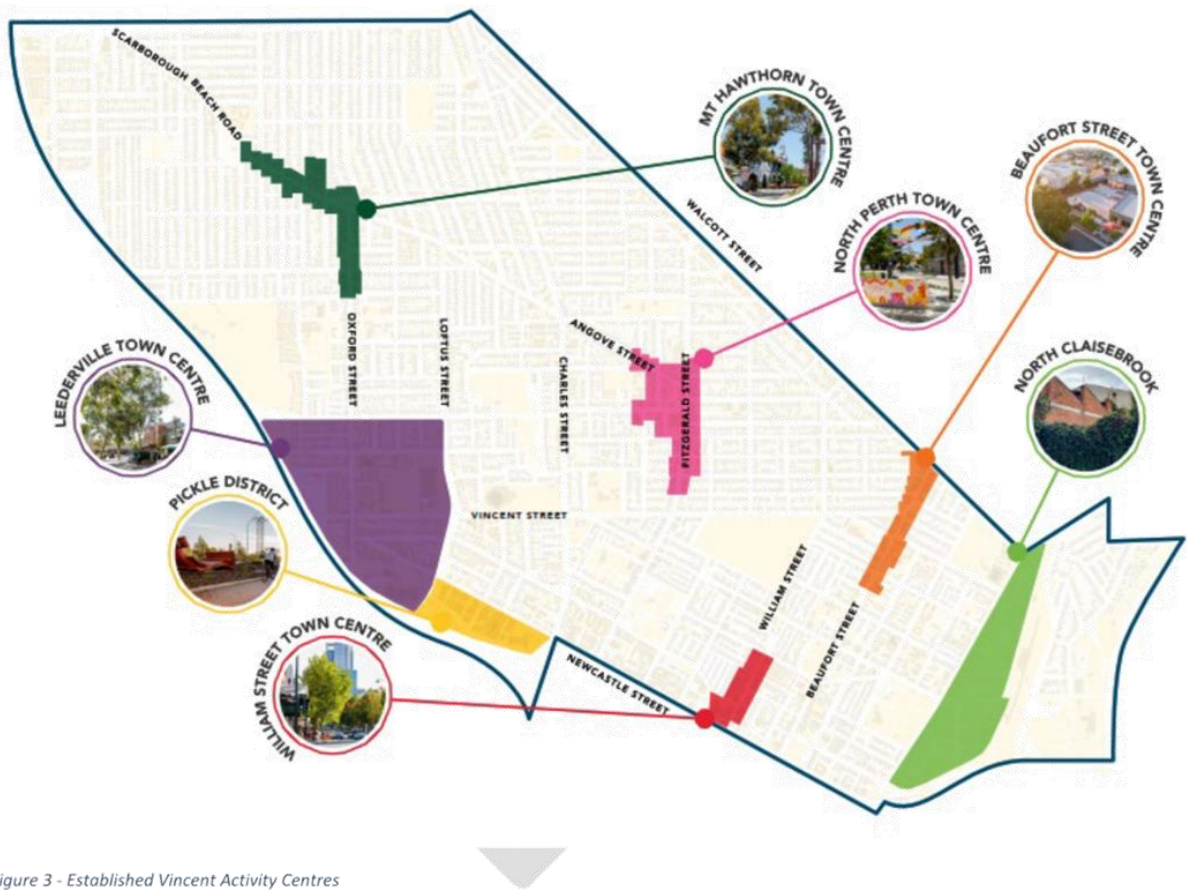 SCARBOROUGH BEACH ROAD
MT HAWTHORN TOWN CENTRE
BEAUFORT STREET TOWN CENTRE
WALCOTT STREET
NORTH PERTH TOWN CENTRE
OXFORD STREET
LOFTUS STREET
ANGOVE STREET
CHARLES STREET
FITZGERALD STREET
NORTH CLAISEBROOK
LEEDERVILLE TOWN CENTRE
PICKLE DISTRICT
VINCENT STREET
WILLIAM STREET
BEAUFORT STREET
WILLIAM STREET TOWN CENTRE
NEWCASTLE STREET
igure 3 - Established Vincent Activity Centres